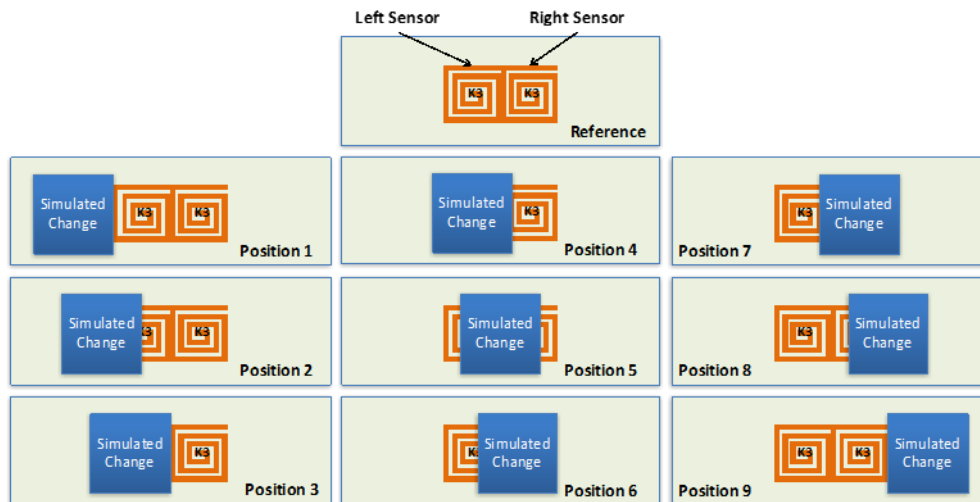 Left Sensor
Right Sensor
K3 K3
Reference
Simulated
Change
K3 K3
Position 1
Simulated
Change
K3
Position 4
K3
Simulated
Change
Position 7
Simulated
Change
K3 K3
Position 2
Simulated
Change
Position 5
K3
Simulated
Change
Position 8
Simulated
Change
K3
Position 3
K3
Simulated
Change
Position 6
K3 K3
Simulated
Change
Position 9